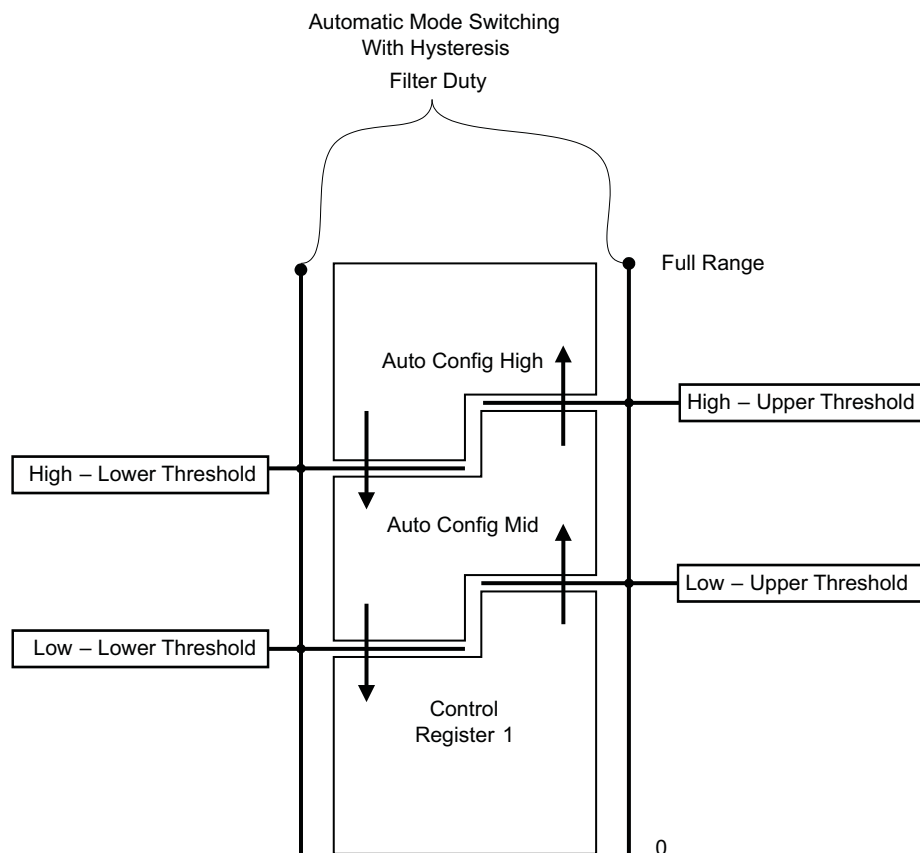 Automatic Mode Switching
With Hysteresis
Filter Duty
Full Range
Auto Config High
High – Upper Threshold
High – Lower Threshold
Auto Config Mid
Low – Upper Threshold
Low – Lower Threshold
Control
Register 1
0